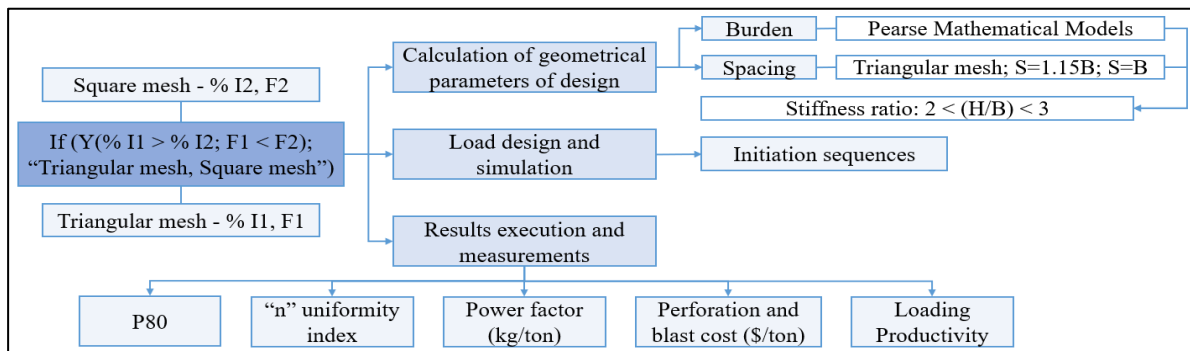 Square mesh - % I2, F2
If (Y(% I1 > % I2; F1 < F2);
“Triangular mesh, Square mesh”)
Triangular mesh - % I1, F1
Calculation of geometrical
parameters of design
Burden
Pearse Mathematical Models
Spacing
Triangular mesh; S=1.15B; S=B
Stiffness ratio: 2 < (H/B) < 3
Load design and
simulation
Initiation sequences
Results execution and
measurements
P80
“n” uniformity
index
Power factor
(kg/ton)
Perforation and
blast cost ($/ton)
Loading
Productivity